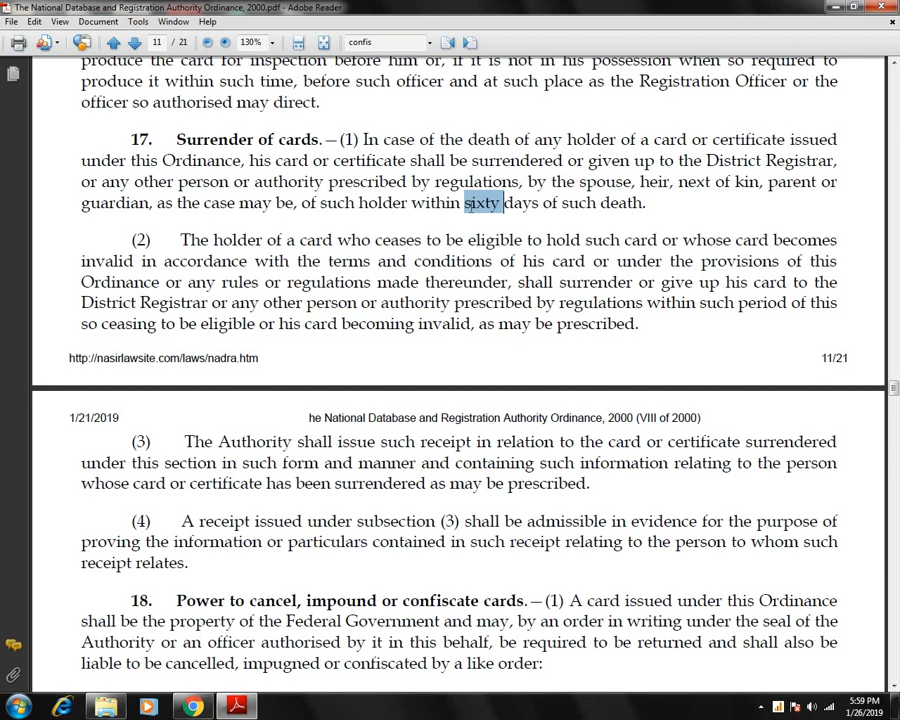 The National Database and Registration Authority Ordinance, 2000.pdf - Adobe Reader
File Edit View Document Tools Window Help
11 / 21 130% confis
produce the card for inspection before him or, if it is not in his possession when so required to
produce it within such time, before such officer and at such place as the Registration Officer or the
officer so authorised may direct.
17. Surrender of cards.—(1) In case of the death of any holder of a card or certificate issued
under this Ordinance, his card or certificate shall be surrendered or given up to the District Registrar,
or any other person or authority prescribed by regulations, by the spouse, heir, next of kin, parent or
guardian, as the case may be, of such holder within sixty days of such death.
(2) The holder of a card who ceases to be eligible to hold such card or whose card becomes
invalid in accordance with the terms and conditions of his card or under the provisions of this
Ordinance or any rules or regulations made thereunder, shall surrender or give up his card to the
District Registrar or any other person or authority prescribed by regulations within such period of this
so ceasing to be eligible or his card becoming invalid, as may be prescribed.
http://nasirlawsite.com/laws/nadra.htm 11/21
1/21/2019 he National Database and Registration Authority Ordinance, 2000 (VIII of 2000)
(3) The Authority shall issue such receipt in relation to the card or certificate surrendered
under this section in such form and manner and containing such information relating to the person
whose card or certificate has been surrendered as may be prescribed.
(4) A receipt issued under subsection (3) shall be admissible in evidence for the purpose of
proving the information or particulars contained in such receipt relating to the person to whom such
receipt relates.
18. Power to cancel, impound or confiscate cards.—(1) A card issued under this Ordinance
shall be the property of the Federal Government and may, by an order in writing under the seal of the
Authority or an officer authorised by it in this behalf, be required to be returned and shall also be
liable to be cancelled, impugned or confiscated by a like order:
5:59 PM
1/26/2019